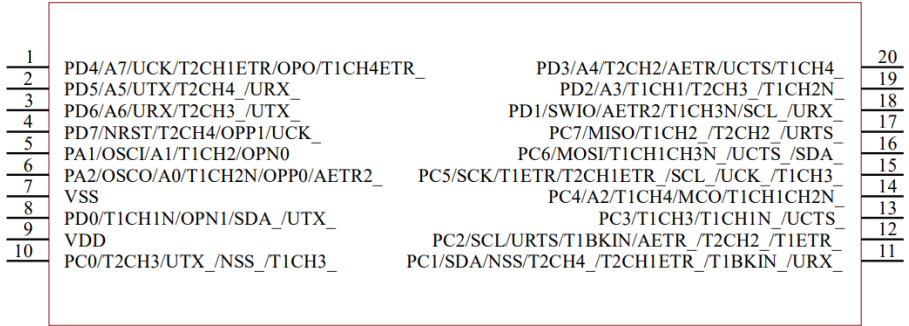 1 PD4/A7/UCK/T2CH1ETR/OPO/T1CH4ETR_ PD3/A4/T2CH2/AETR/UCTS/T1CH4_ 20
2 PD5/A5/UTX/T2CH4_/URX_ PD2/A3/T1CH1/T2CH3_/T1CH2N_ 19
3 PD6/A6/URX/T2CH3_/UTX_ PD1/SWIO/AETR2/T1CH3N/SCL_/URX_ 18
4 PD7/NRST/T2CH4/OPP1/UCK_ PC7/MISO/T1CH2_/T2CH2_/URTS_ 17
5 PA1/OSCI/A1/T1CH2/OPN0 PC6/MOSI/T1CH1CH3N_/UCTS_/SDA_ 16
6 PA2/OSCO/A0/T1CH2N/OPP0/AETR2_ PC5/SCK/T1ETR/T2CH1ETR_/SCL_/UCK_/T1CH3_ 15
7 VSS PC4/A2/T1CH4/MCO/T1CH1CH2N_ 14
8 PD0/T1CH1N/OPN1/SDA_/UTX_ PC3/T1CH3/T1CH1N_/UCTS_ 13
9 VDD PC2/SCL/URTS/T1BKIN/AETR_/T2CH2_/T1ETR_ 12
10 PC0/T2CH3/UTX_/NSS_/T1CH3_ PC1/SDA/NSS/T2CH4_/T2CH1ETR_/T1BKIN_/URX_ 11